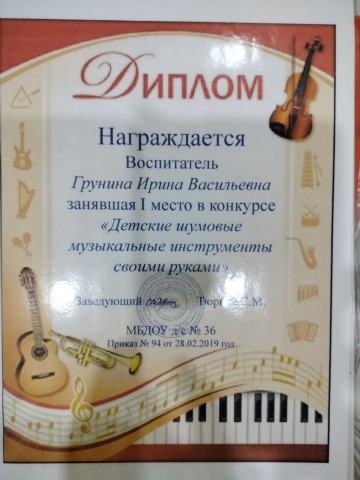 Диплом
Награждается
Воспитатель
Грунина Ирина Васильевна
занявшая I место в конкурсе
«Детские шумовые
музыкальные инструменты
своими руками»
Заведующий С.М.
МБДОУ д/с № 36
Приказ № 94 от 28.02.2019 год